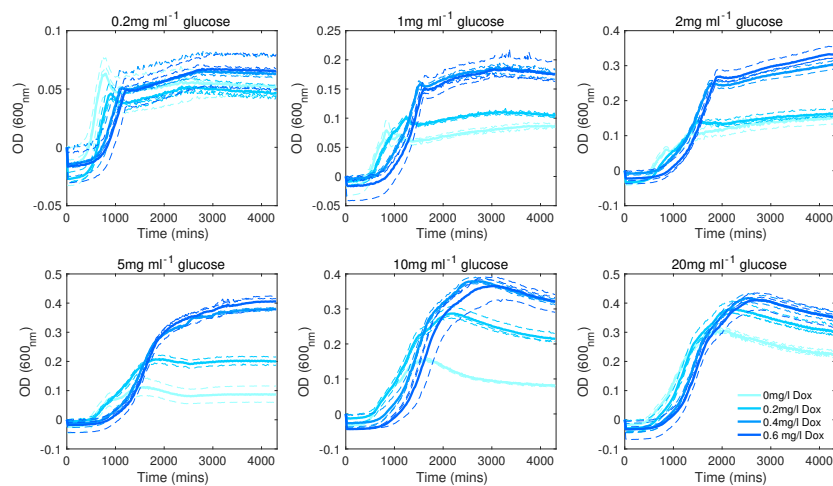 0.2mg ml-1 glucose
1mg ml-1 glucose
2mg ml-1 glucose
0.1
0.05
0
-0.05
OD (600nm)
0 1000 2000 3000 4000
Time (mins)
0.25
0.2
0.15
0.1
0.05
0
-0.05
OD (600nm)
0 1000 2000 3000 4000
Time (mins)
0.4
0.3
0.2
0.1
0
-0.1
OD (600nm)
0 1000 2000 3000 4000
Time (mins)
5mg ml-1 glucose
10mg ml-1 glucose
20mg ml-1 glucose
0.5
0.4
0.3
0.2
0.1
0
-0.1
OD (600nm)
0 1000 2000 3000 4000
Time (mins)
0.4
0.3
0.2
0.1
0
-0.1
OD (600nm)
0 1000 2000 3000 4000
Time (mins)
0.5
0.4
0.3
0.2
0.1
0
-0.1
OD (600nm)
0 1000 2000 3000 4000
Time (mins)
0mg/l Dox
0.2mg/l Dox
0.4mg/l Dox
0.6 mg/l Dox